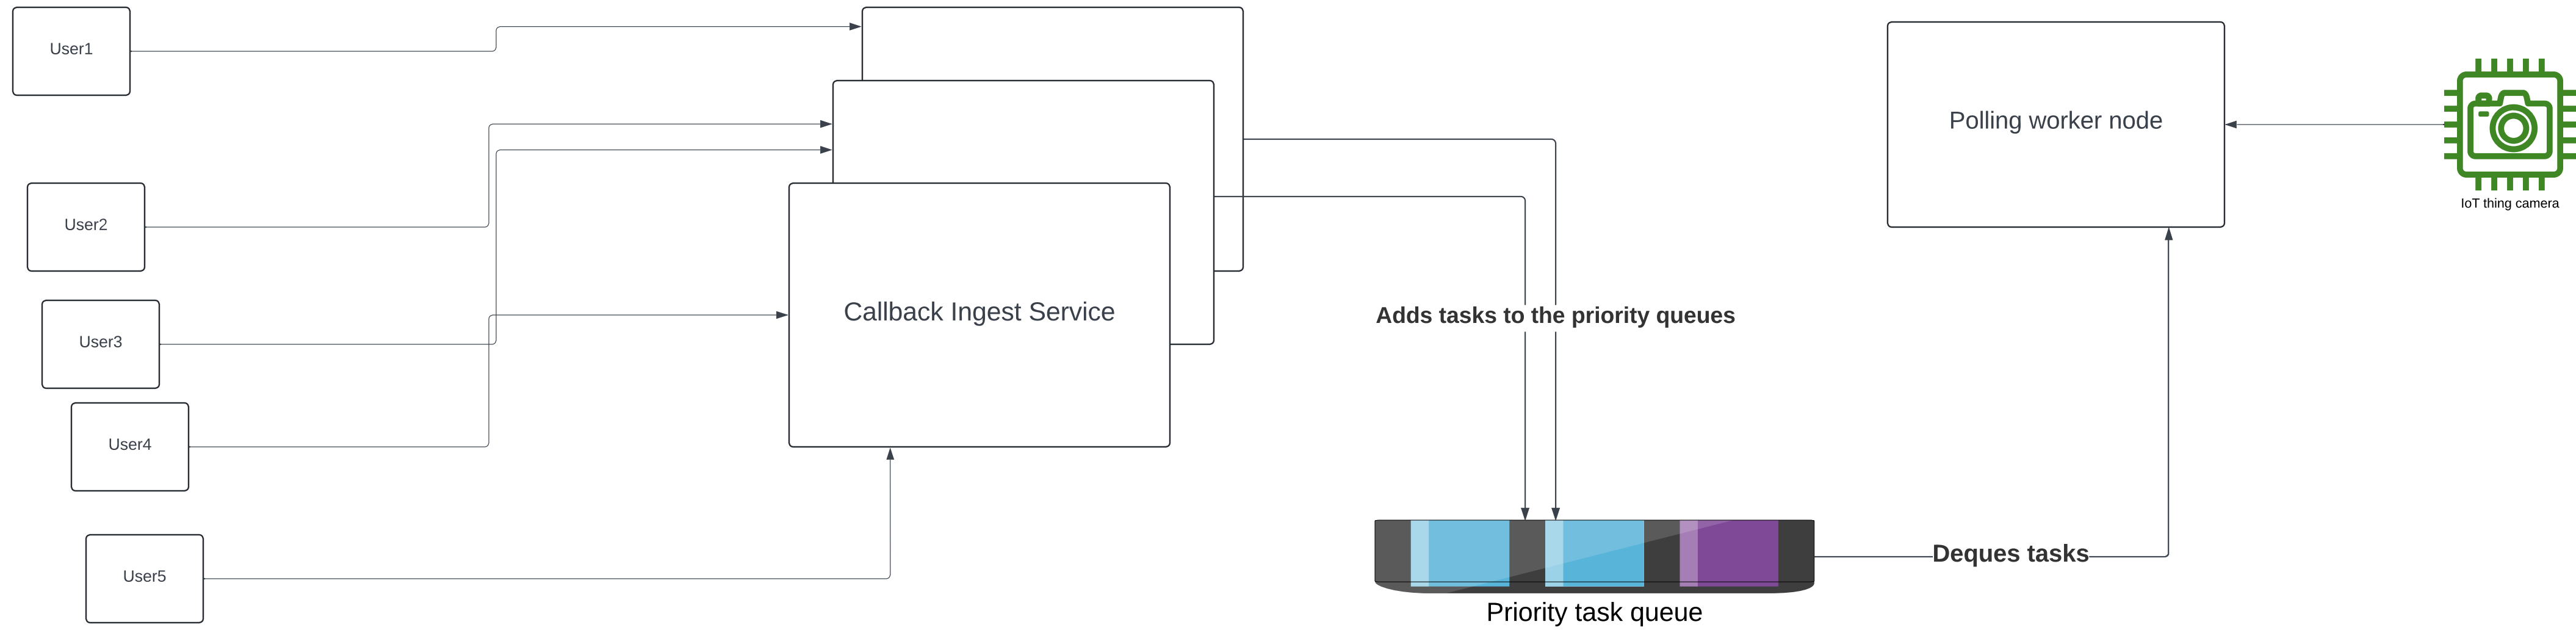 User1
User2
User3
User4
User5
Callback Ingest Service
Adds tasks to the priority queues
Priority task queue
Deques tasks
Polling worker node
IoT thing camera